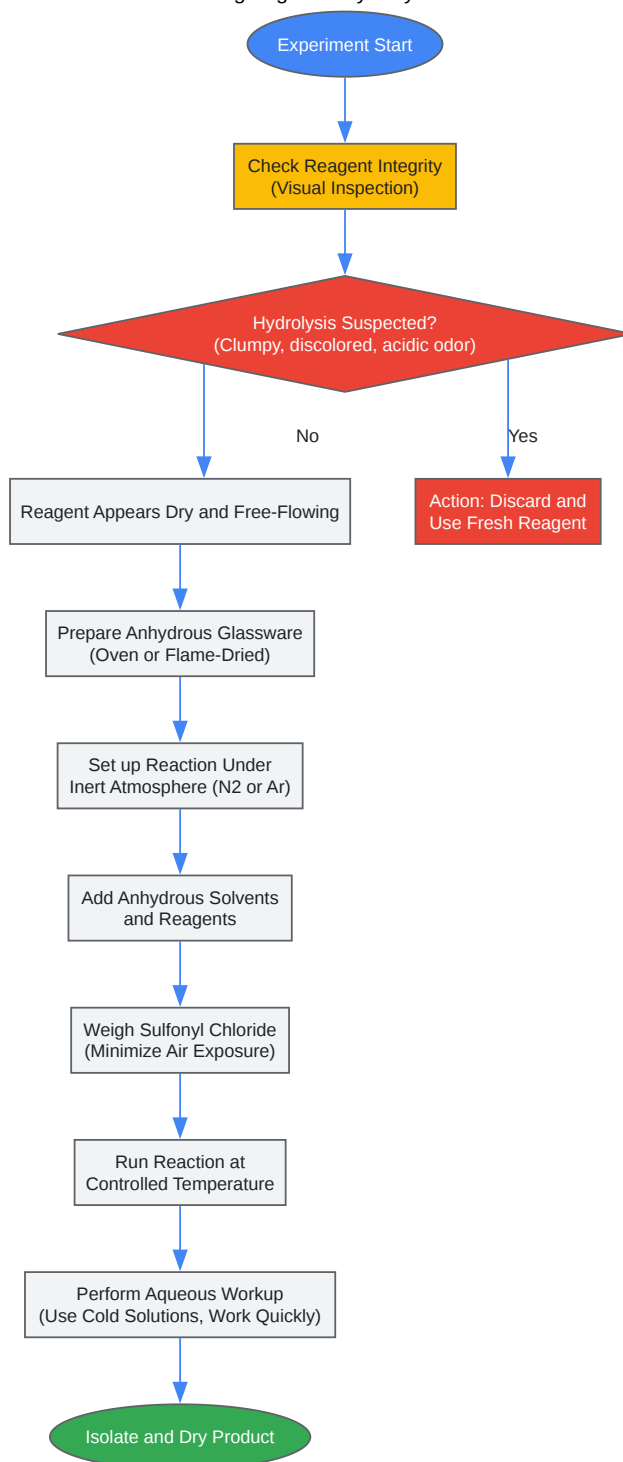 Experiment Start
Check Reagent Integrity
(Visual Inspection)
Hydrolysis Suspected?
(Clumpy, discolored, acidic odor)
No
Yes
Reagent Appears Dry and Free-Flowing
Action: Discard and
Use Fresh Reagent
Prepare Anhydrous Glassware
(Oven or Flame-Dried)
Set up Reaction Under
Inert Atmosphere (N2 or Ar)
Add Anhydrous Solvents
and Reagents
Weigh Sulfonyl Chloride
(Minimize Air Exposure)
Run Reaction at
Controlled Temperature
Perform Aqueous Workup
(Use Cold Solutions, Work Quickly)
Isolate and Dry Product